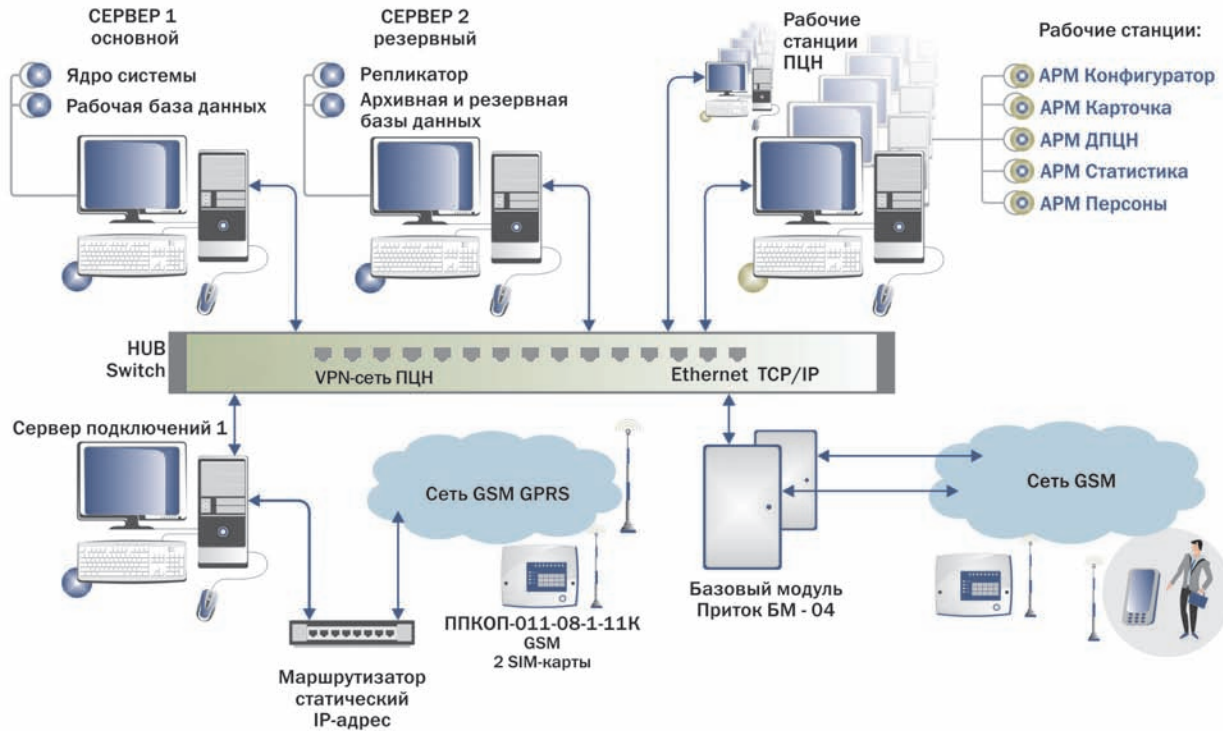 СЕРВЕР 1
основной
Ядро системы
Рабочая база данных
СЕРВЕР 2
резервный
Репликатор
Архивная и резервная
базы данных
Рабочие
станции
ПЦН
Рабочие станции:
АРМ Конфигуратор
АРМ Карточка
АРМ ДПЦН
АРМ Статистика
АРМ Персоны
HUB
Switch
VPN-сеть ПЦН
Ethernet TCP/IP
Сервер подключений 1
Сеть GSM GPRS
Сеть GSM
ППКОП-011-08-1-11К
GSM
2 SIM-карты
Базовый модуль
Приток БМ - 04
Маршрутизатор
статический
IP-адрес